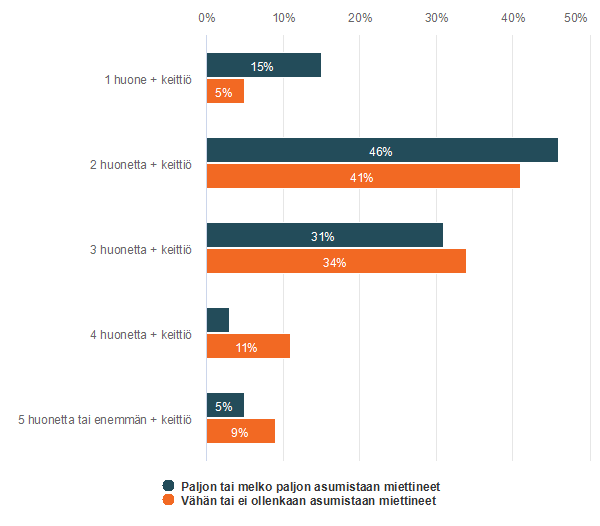 0% 10% 20% 30% 40% 50%
1 huone + keittiö
15%
5%
2 huonetta + keittiö
46%
41%
3 huonetta + keittiö
31%
34%
4 huonetta + keittiö
11%
5 huonetta tai enemmän + keittiö
5%
9%
Paljon tai melko paljon asumistaan miettineet
Vähän tai ei ollenkaan asumistaan miettineet